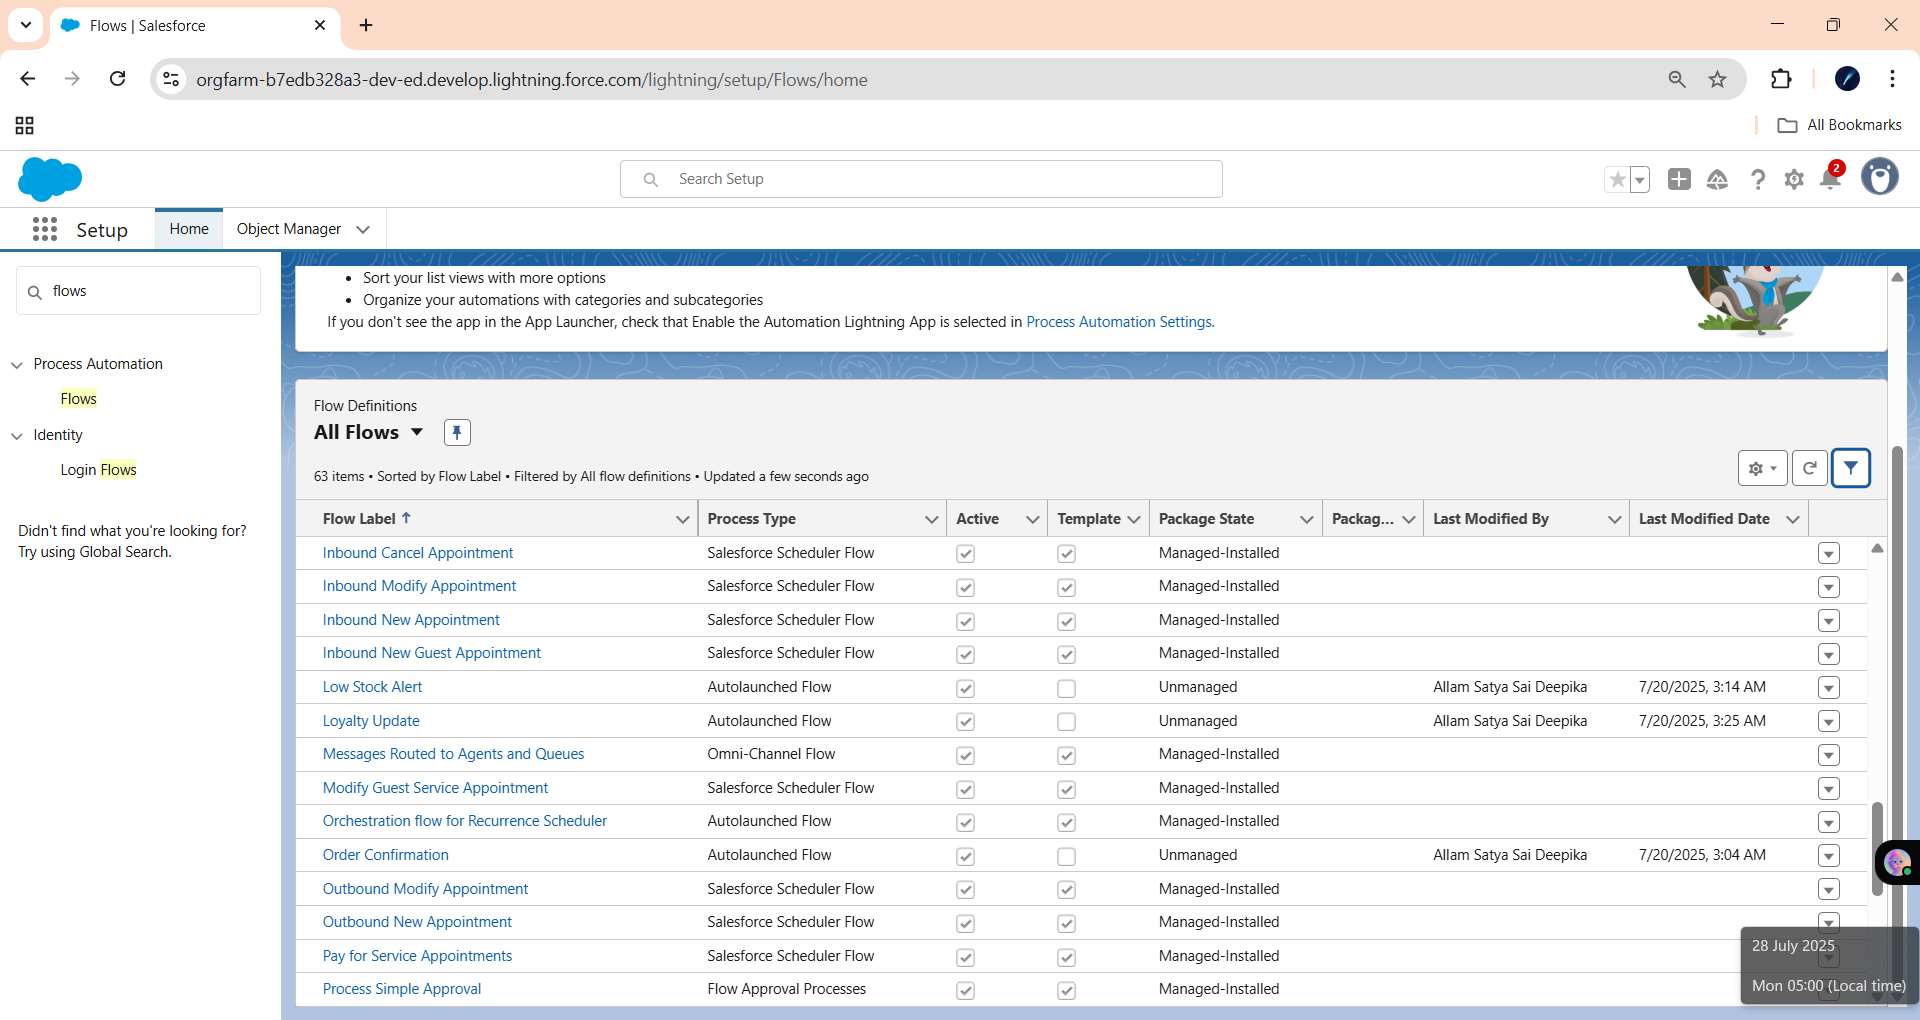 Flows | Salesforce
orgfarm-b7edb328a3-dev-ed.develop.lightning.force.com/lightning/setup/Flows/home
All Bookmarks
Search Setup
2
Setup
Home
Object Manager
flows
Process Automation
Flows
Identity
Login Flows
Didn't find what you're looking for?
Try using Global Search.
• Sort your list views with more options
• Organize your automations with categories and subcategories
If you don't see the app in the App Launcher, check that Enable the Automation Lightning App is selected in Process Automation Settings.
Flow Definitions
All Flows
63 items • Sorted by Flow Label • Filtered by All flow definitions • Updated a few seconds ago
Flow Label ↑ Process Type Active Template Package State Packag... Last Modified By Last Modified Date
Inbound Cancel Appointment Salesforce Scheduler Flow Managed-Installed
Inbound Modify Appointment Salesforce Scheduler Flow Managed-Installed
Inbound New Appointment Salesforce Scheduler Flow Managed-Installed
Inbound New Guest Appointment Salesforce Scheduler Flow Managed-Installed
Low Stock Alert Autolaunched Flow Unmanaged Allam Satya Sai Deepika 7/20/2025, 3:14 AM
Loyalty Update Autolaunched Flow Unmanaged Allam Satya Sai Deepika 7/20/2025, 3:25 AM
Messages Routed to Agents and Queues Omni-Channel Flow Managed-Installed
Modify Guest Service Appointment Salesforce Scheduler Flow Managed-Installed
Orchestration flow for Recurrence Scheduler Autolaunched Flow Managed-Installed
Order Confirmation Autolaunched Flow Unmanaged Allam Satya Sai Deepika 7/20/2025, 3:04 AM
Outbound Modify Appointment Salesforce Scheduler Flow Managed-Installed
Outbound New Appointment Salesforce Scheduler Flow Managed-Installed
Pay for Service Appointments Salesforce Scheduler Flow Managed-Installed
Process Simple Approval Flow Approval Processes Managed-Installed
28 July 2025
Mon 05:00 (Local time)